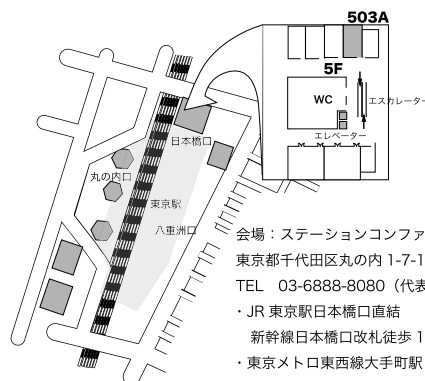 503A
5F
WC
エスカレーター
エレベーター
日本橋口
丸の内口
東京駅
八重洲口
会場：ステーションコンファ
東京都千代田区丸の内 1-7-1
TEL　03-6888-8080（代表
・JR 東京駅日本橋口直結
新幹線日本橋口改札徒歩 1
・東京メトロ東西線大手町駅